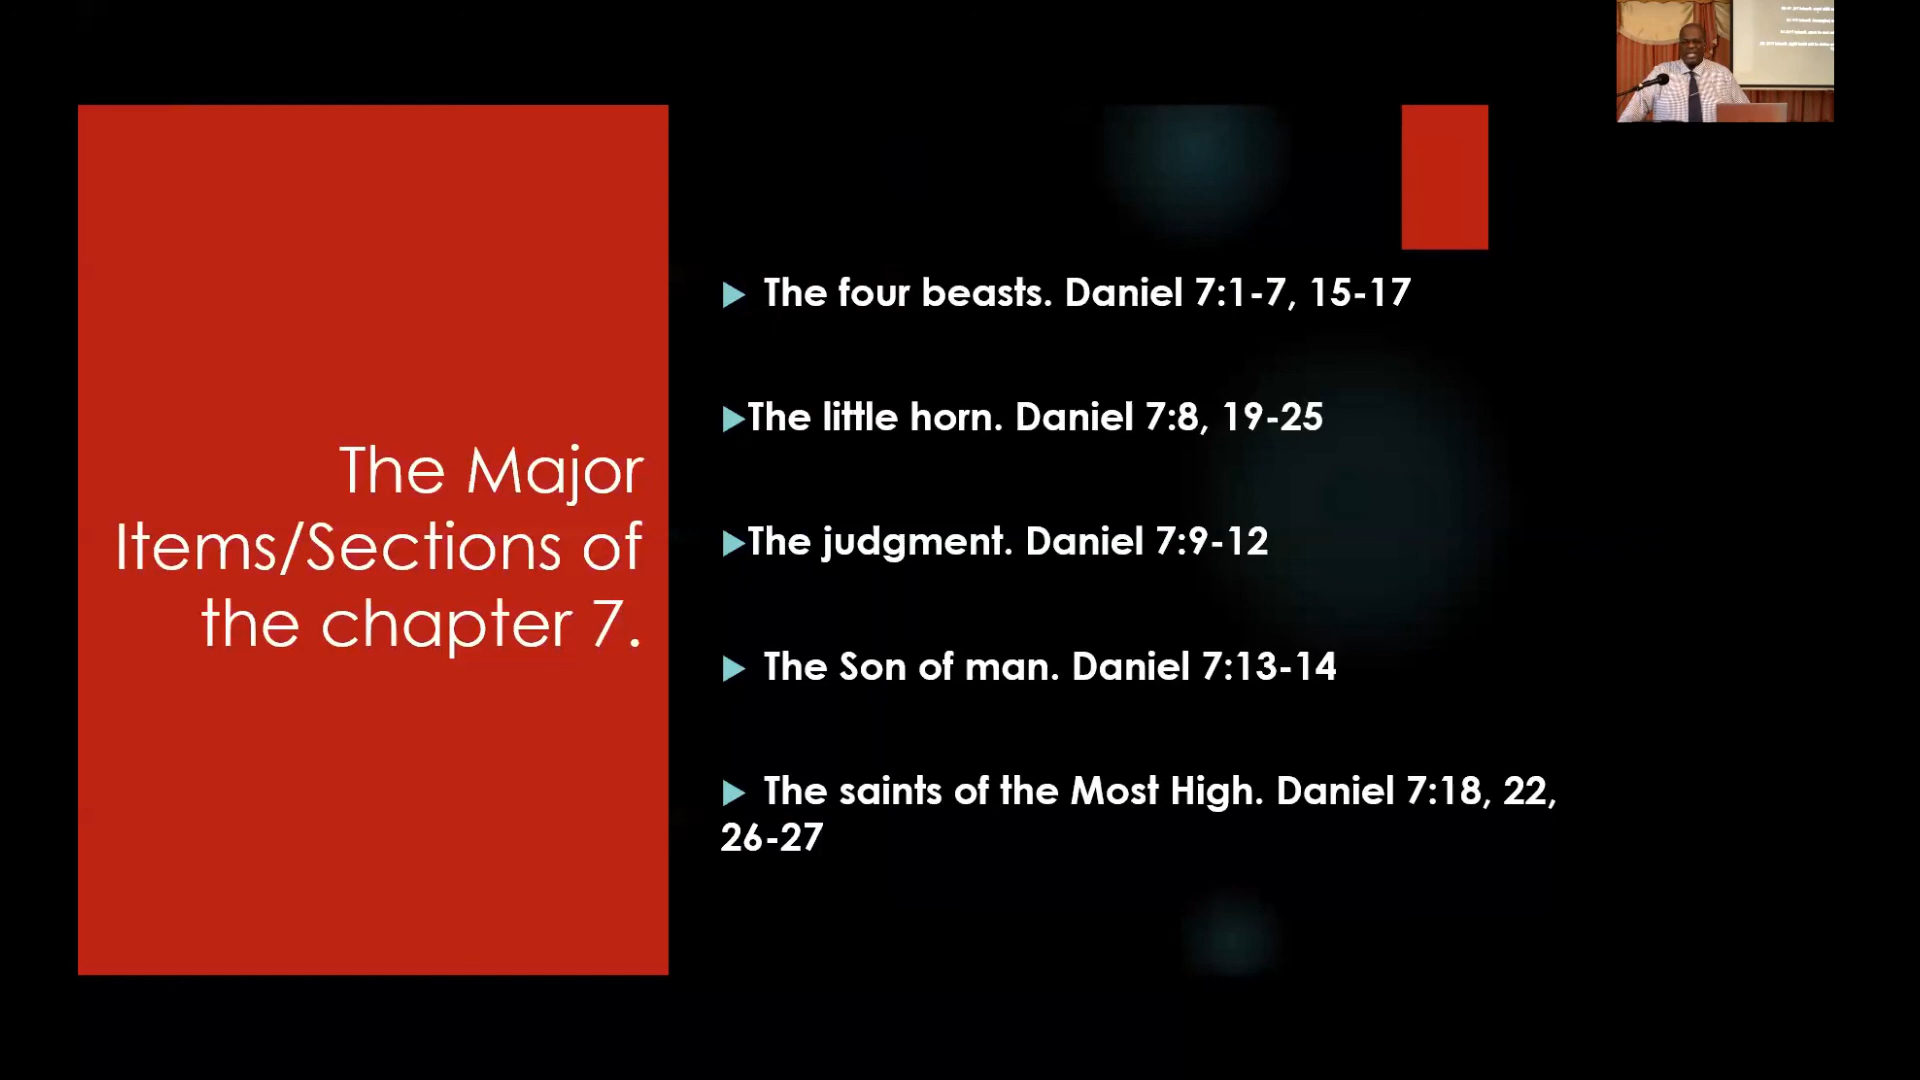 The Major
Items/Sections of
the chapter 7.
The four beasts. Daniel 7:1-7, 15-17
The little horn. Daniel 7:8, 19-25
The judgment. Daniel 7:9-12
The Son of man. Daniel 7:13-14
The saints of the Most High. Daniel 7:18, 22,
26-27